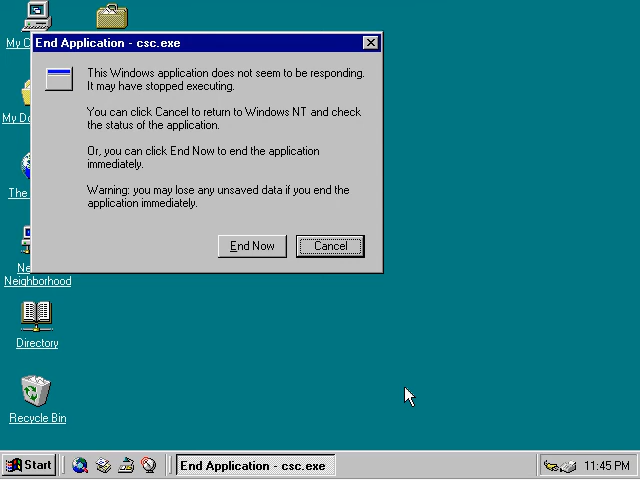 My C
End Application - csc.exe
This Windows application does not seem to be responding.
It may have stopped executing.
You can click Cancel to return to Windows NT and check
the status of the application.
Or, you can click End Now to end the application
immediately.
Warning: you may lose any unsaved data if you end the
application immediately.
End Now
Cancel
My Do
The
Ne
Neighborhood
Directory
Recycle Bin
Start
End Application - csc.exe
11:45 PM